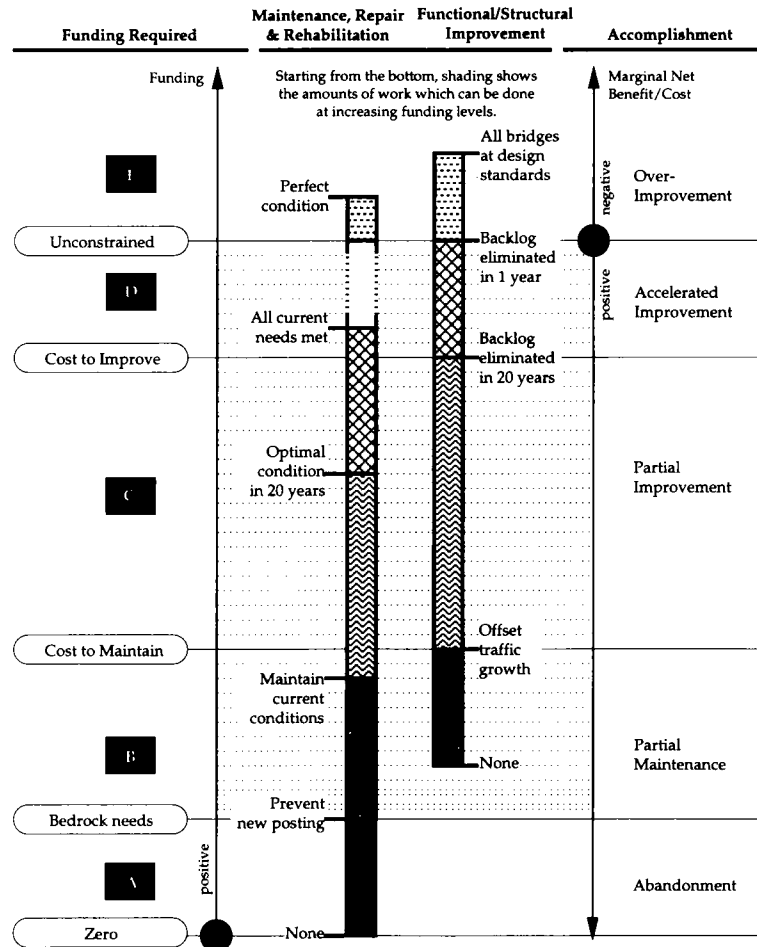 Funding Required
Maintenance, Repair
& Rehabilitation
Functional/Structural
Improvement
Accomplishment
Funding
Starting from the bottom, shading shows
the amounts of work which can be done
at increasing funding levels.
Marginal Net
Benefit/Cost
All bridges
at design
standards
Perfect
condition
negative
Over-
Improvement
Unconstrained
Backlog
eliminated
in 1 year
positive
D
Accelerated
Improvement
All current
needs met
Cost to Improve
Backlog
eliminated
in 20 years
Optimal
condition
in 20 years
C
Partial
Improvement
Cost to Maintain
Offset
traffic
growth
Maintain
current
conditions
B
None
Partial
Maintenance
Bedrock needs
Prevent
new posting
A
positive
Abandonment
Zero
None